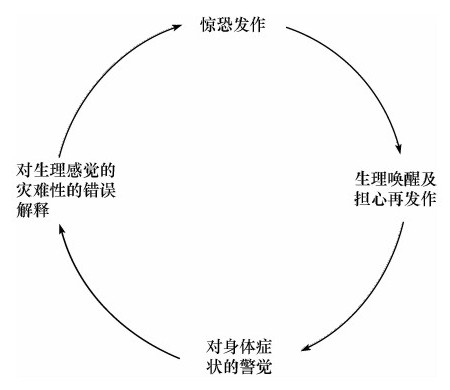 惊恐发作
生理唤醒及
担心再发作
对身体症
状的警觉
对生理感觉的
灾难性的错误
解释